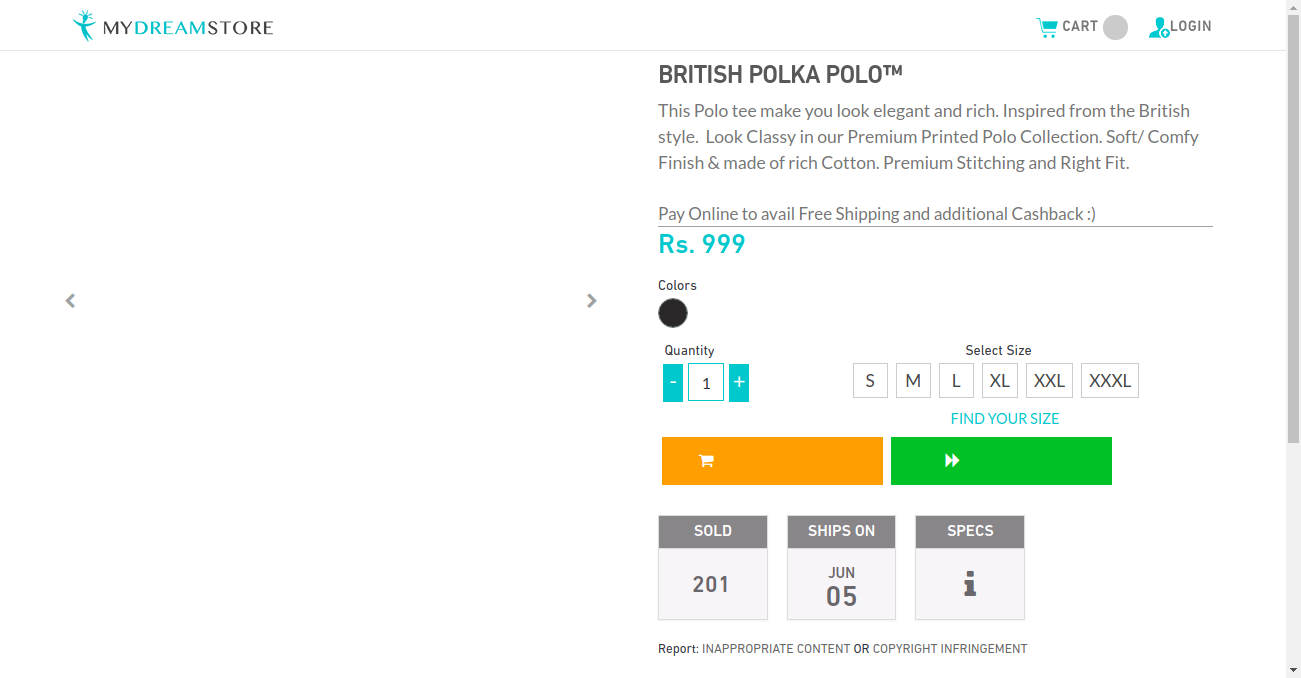 MYDREAMSTORE
CART
LOGIN
BRITISH POLKA POLO™
This Polo tee make you look elegant and rich. Inspired from the British
style.  Look Classy in our Premium Printed Polo Collection. Soft/ Comfy
Finish & made of rich Cotton. Premium Stitching and Right Fit.
Pay Online to avail Free Shipping and additional Cashback :)
Rs. 999
Colors
Quantity
Select Size
- 1 +
S M L XL XXL XXXL
FIND YOUR SIZE
SOLD
SHIPS ON
SPECS
201
JUN
05
Report: INAPPROPRIATE CONTENT OR COPYRIGHT INFRINGEMENT